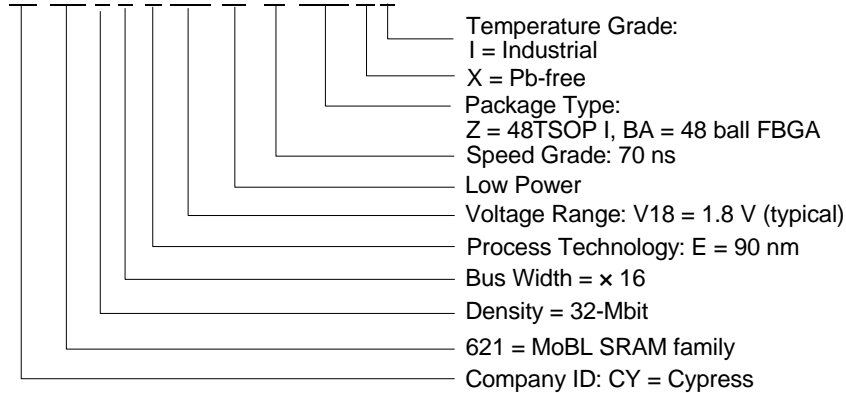 Temperature Grade:
I = Industrial
X = Pb-free
Package Type:
Z = 48TSOP I, BA = 48 ball FBGA
Speed Grade: 70 ns
Low Power
Voltage Range: V18 = 1.8 V (typical)
Process Technology: E = 90 nm
Bus Width = × 16
Density = 32-Mbit
621 = MoBL SRAM family
Company ID: CY = Cypress